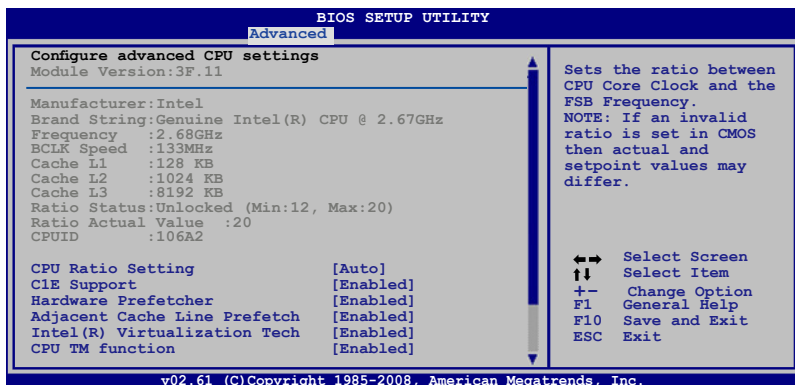 BIOS SETUP UTILITY
Advanced
Configure advanced CPU settings
Module Version:3F.11
Manufacturer:Intel
Brand String:Genuine Intel(R) CPU @ 2.67GHz
Frequency :2.68GHz
BCLK Speed :133MHz
Cache L1 :128 KB
Cache L2 :1024 KB
Cache L3 :8192 KB
Ratio Status:Unlocked (Min:12, Max:20)
Ratio Actual Value :20
CPUID :106A2
CPU Ratio Setting [Auto]
C1E Support [Enabled]
Hardware Prefetcher [Enabled]
Adjacent Cache Line Prefetch [Enabled]
Intel(R) Virtualization Tech [Enabled]
CPU TM function [Enabled]
Sets the ratio between
CPU Core Clock and the
FSB Frequency.
NOTE: If an invalid
ratio is set in CMOS
then actual and
setpoint values may
differ.
←→ Select Screen
↑↓ Select Item
+- Change Option
F1 General Help
F10 Save and Exit
ESC Exit
v02.61 (C)Copyright 1985-2008, American Megatrends, Inc.